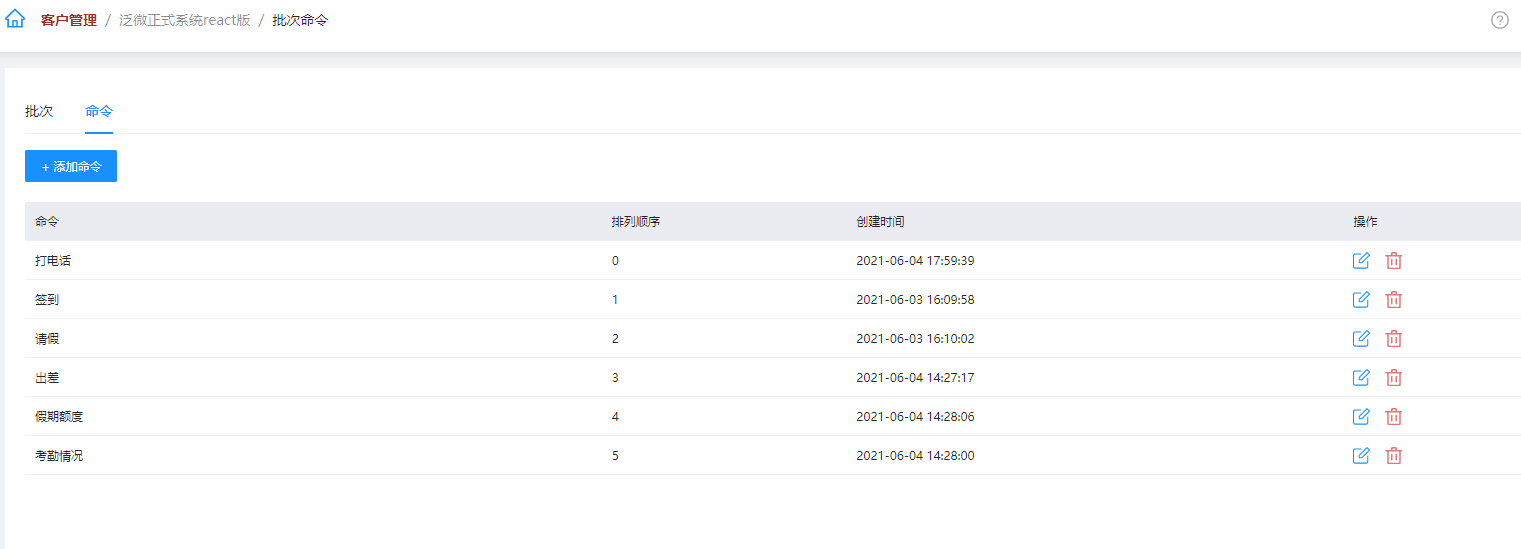 客户管理 / 泛微正式系统react版 / 批次命令
批次 命令
+ 添加命令
命令 排列顺序 创建时间 操作
打电话 0 2021-06-04 17:59:39
签到 1 2021-06-03 16:09:58
请假 2 2021-06-03 16:10:02
出差 3 2021-06-04 14:27:17
假期额度 4 2021-06-04 14:28:06
考勤情况 5 2021-06-04 14:28:00